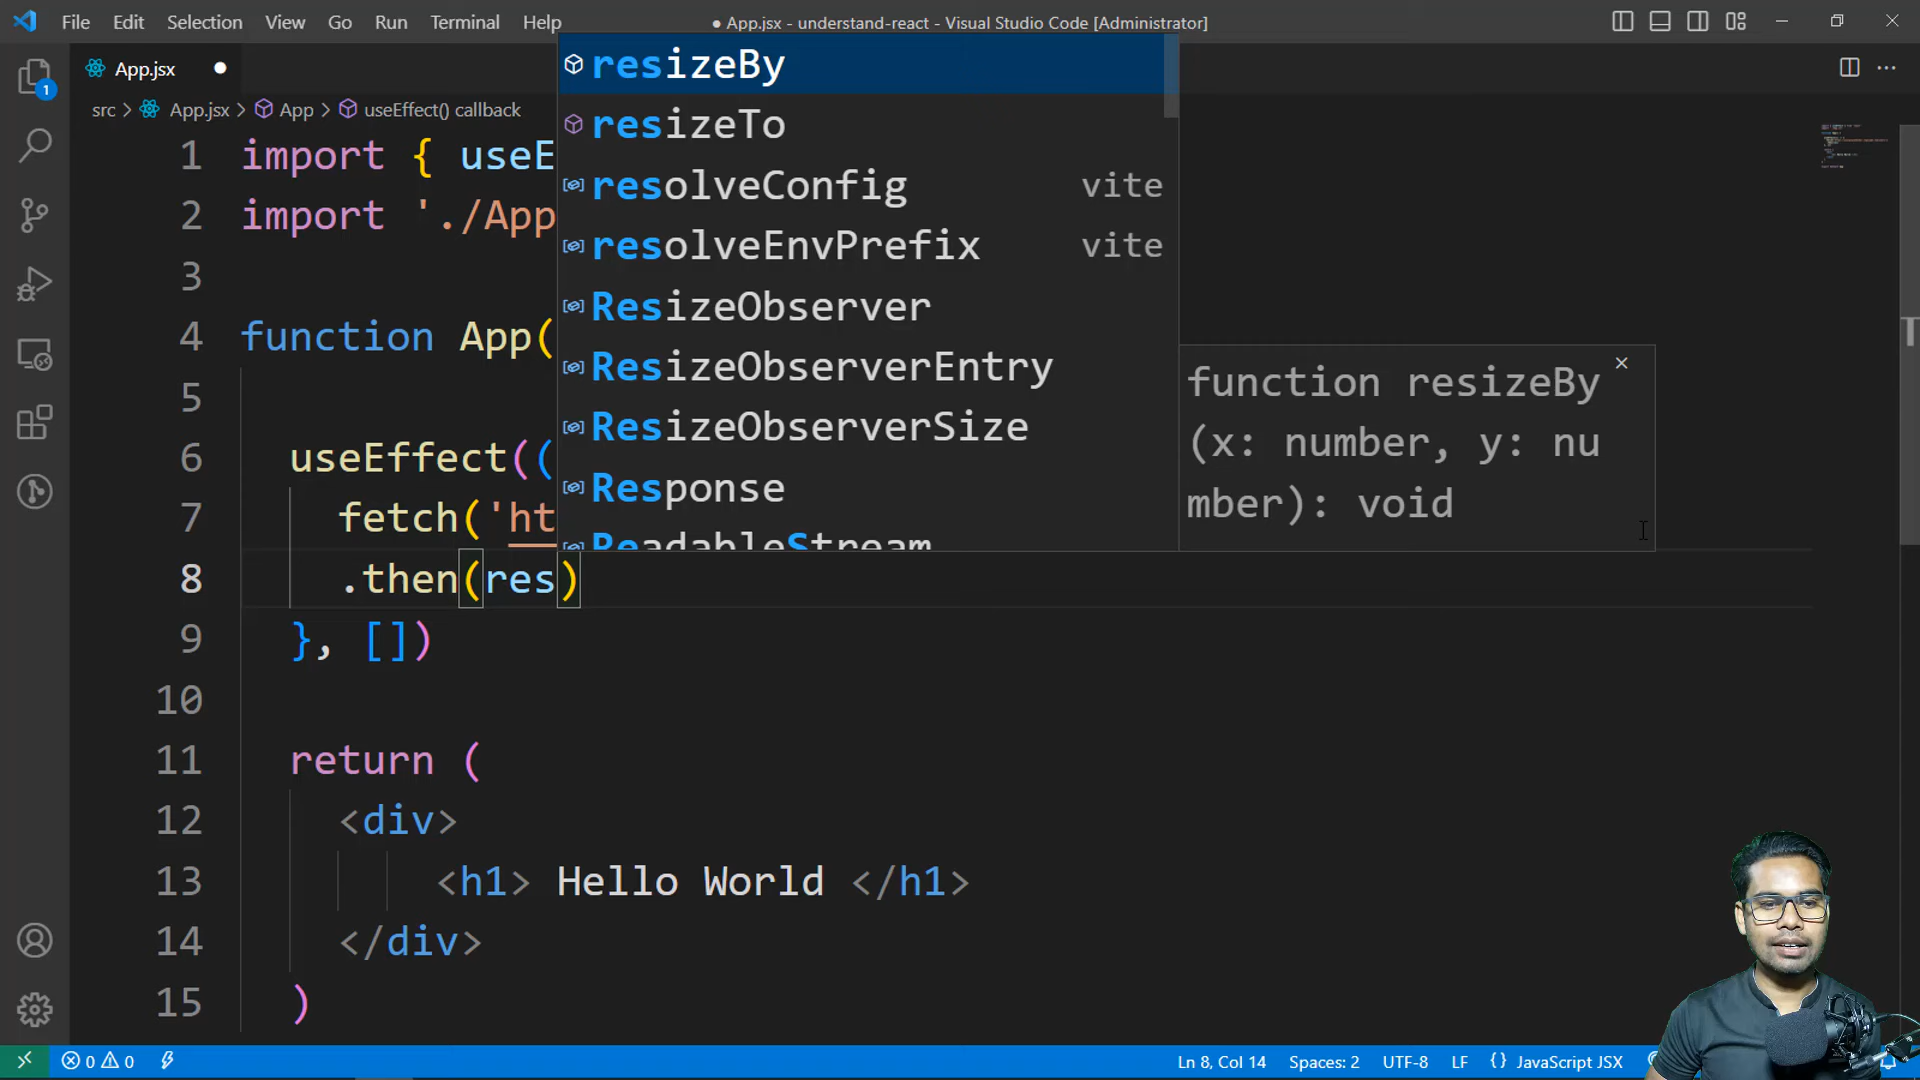 File Edit Selection View Go Run Terminal Help
● App.jsx - understand-react - Visual Studio Code [Administrator]
App.jsx ●
src > App.jsx > App > useEffect() callback
1 import { useE
2 import './App
3
4 function App(
5
6 useEffect((
7 fetch('ht
8 .then(res)
9 }, [])
10
11 return (
12 <div>
13 <h1> Hello World </h1>
14 </div>
15 )
resizeBy
resizeTo
resolveConfig vite
resolveEnvPrefix vite
ResizeObserver
ResizeObserverEntry
ResizeObserverSize
Response
ReadableStream
function resizeBy
(x: number, y: nu
mber): void
1
0 0
Ln 8, Col 14 Spaces: 2 UTF-8 LF {} JavaScript JSX